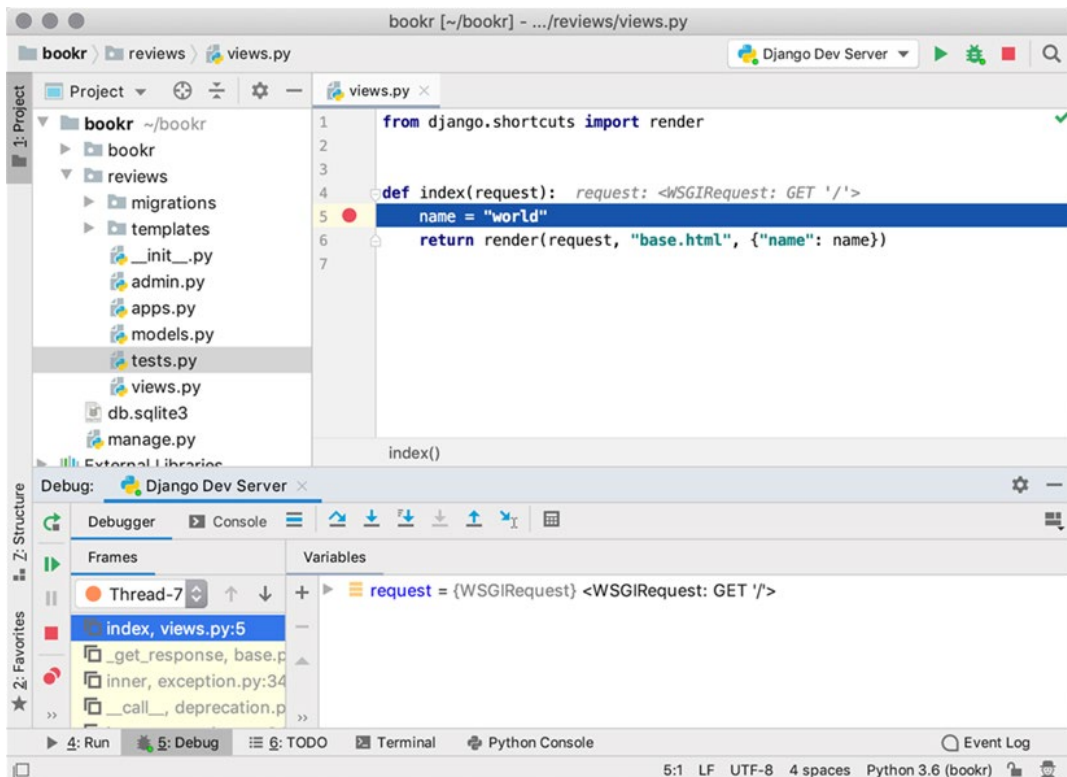 bookr [~/bookr] - .../reviews/views.py
bookr reviews views.py Django Dev Server
1: Project
Project
views.py
bookr ~/bookr
bookr
reviews
migrations
templates
__init__.py
admin.py
apps.py
models.py
tests.py
views.py
db.sqlite3
manage.py
External Libraries
1 from django.shortcuts import render
2
3
4 def index(request): request: <WSGIRequest: GET '/'>
5 name = "world"
6 return render(request, "base.html", {"name": name})
7
index()
Debug: Django Dev Server
Z: Structure
2: Favorites
Debugger Console
Frames Variables
Thread-7
request = {WSGIRequest} <WSGIRequest: GET '/'>
index, views.py:5
_get_response, base.p
inner, exception.py:34
__call__, deprecation.p
4: Run 5: Debug 6: TODO Terminal Python Console Event Log
5:1 LF UTF-8 4 spaces Python 3.6 (bookr)